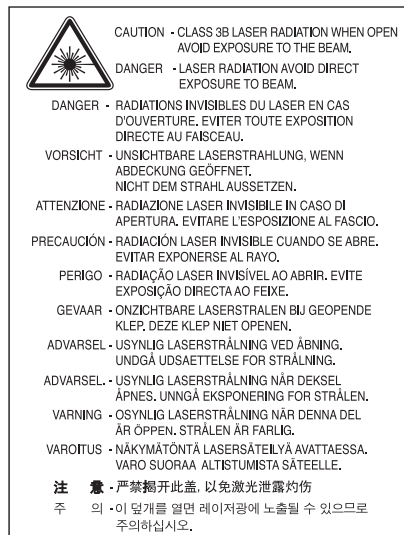 CAUTION - CLASS 3B LASER RADIATION WHEN OPEN
AVOID EXPOSURE TO THE BEAM.
DANGER - LASER RADIATION AVOID DIRECT
EXPOSURE TO BEAM.
DANGER - RADIATIONS INVISIBLES DU LASER EN CAS
D'OUVERTURE. EVITER TOUTE EXPOSITION
DIRECTE AU FAISCEAU.
VORSICHT - UNSICHTBARE LASERSTRAHLUNG, WENN
ABDECKUNG GEÖFFNET.
NICHT DEM STRAHL AUSSETZEN.
ATTENZIONE - RADIAZIONE LASER INVISIBILE IN CASO DI
APERTURA. EVITARE L'ESPOSIZIONE AL FASCIO.
PRECAUCIÓN - RADIACIÓN LASER INVISIBLE CUANDO SE ABRE.
EVITAR EXPONERSE AL RAYO.
PERIGO - RADIAÇÃO LASER INVISÍVEL AO ABRIR. EVITE
EXPOSIÇÃO DIRECTA AO FEIXE.
GEVAAR - ONZICHTBARE LASERSTRALEN BIJ GEOPENDE
KLEP. DEZE KLEP NIET OPENEN.
ADVARSEL - USYNLIG LASERSTRÅLNING VED ÅBNING.
UNDGÅ UDSAETTELSE FOR STRÅLNING.
ADVARSEL. - USYNLIG LASERSTRÅLNING NÅR DEKSEL
ÅPNES. UNNGÅ EKSPONERING FOR STRÅLEN.
VARNING - OSYNLIG LASERSTRÅLNING NÄR DENNA DEL
ÄR ÖPPEN. STRÅLEN ÄR FARLIG.
VAROITUS - NÄKYMÄTÖNTÄ LASERSÄTEILYÄ AVATTAESSA.
VARO SUORAA ALTISTUMISTA SÄTEELLE.
注 意 - 严禁揭开此盖, 以免激光泄露灼伤
주 의 - 이 덮개를 열면 레이저광에 노출될 수 있으므로
주의하십시오.